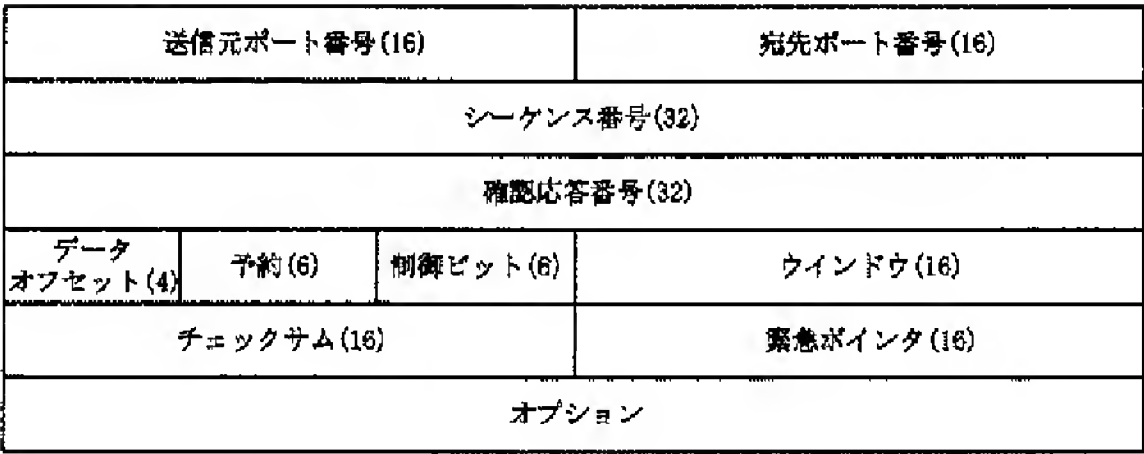 送信元ポート番号(16)
宛先ポート番号(16)
シーケンス番号(32)
確認応答番号(32)
データ
オフセット(4)
予約(6)
制御ビット(6)
ウインドウ(16)
チェックサム(16)
緊急ポインタ(16)
オプション